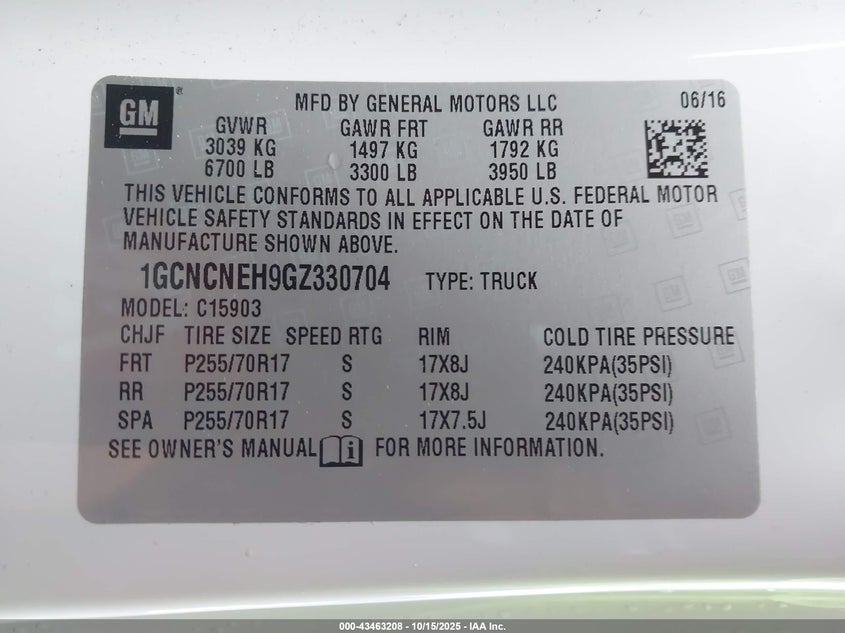 GM
MFD BY GENERAL MOTORS LLC 06/16
GVWR GAWR FRT GAWR RR
3039 KG 1497 KG 1792 KG
6700 LB 3300 LB 3950 LB
THIS VEHICLE CONFORMS TO ALL APPLICABLE U.S. FEDERAL MOTOR
VEHICLE SAFETY STANDARDS IN EFFECT ON THE DATE OF
MANUFACTURE SHOWN ABOVE.
1GCNCNEH9GZ330704 TYPE: TRUCK
MODEL: C15903
CHJF TIRE SIZE SPEED RTG RIM COLD TIRE PRESSURE
FRT P255/70R17 S 17X8J 240KPA(35PSI)
RR P255/70R17 S 17X8J 240KPA(35PSI)
SPA P255/70R17 S 17X7.5J 240KPA(35PSI)
SEE OWNER'S MANUAL FOR MORE INFORMATION.
000-43463208 - 10/15/2025 - IAA Inc.